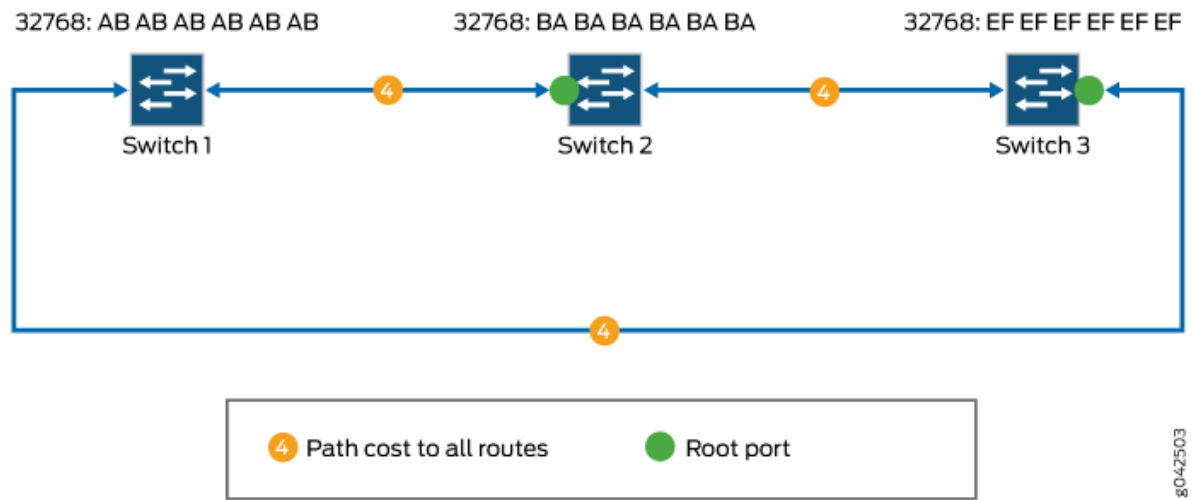 32768: AB AB AB AB AB AB
32768: BA BA BA BA BA BA
32768: EF EF EF EF EF EF
4
4
Switch 1
Switch 2
Switch 3
4
4 Path cost to all routes
Root port
g042503